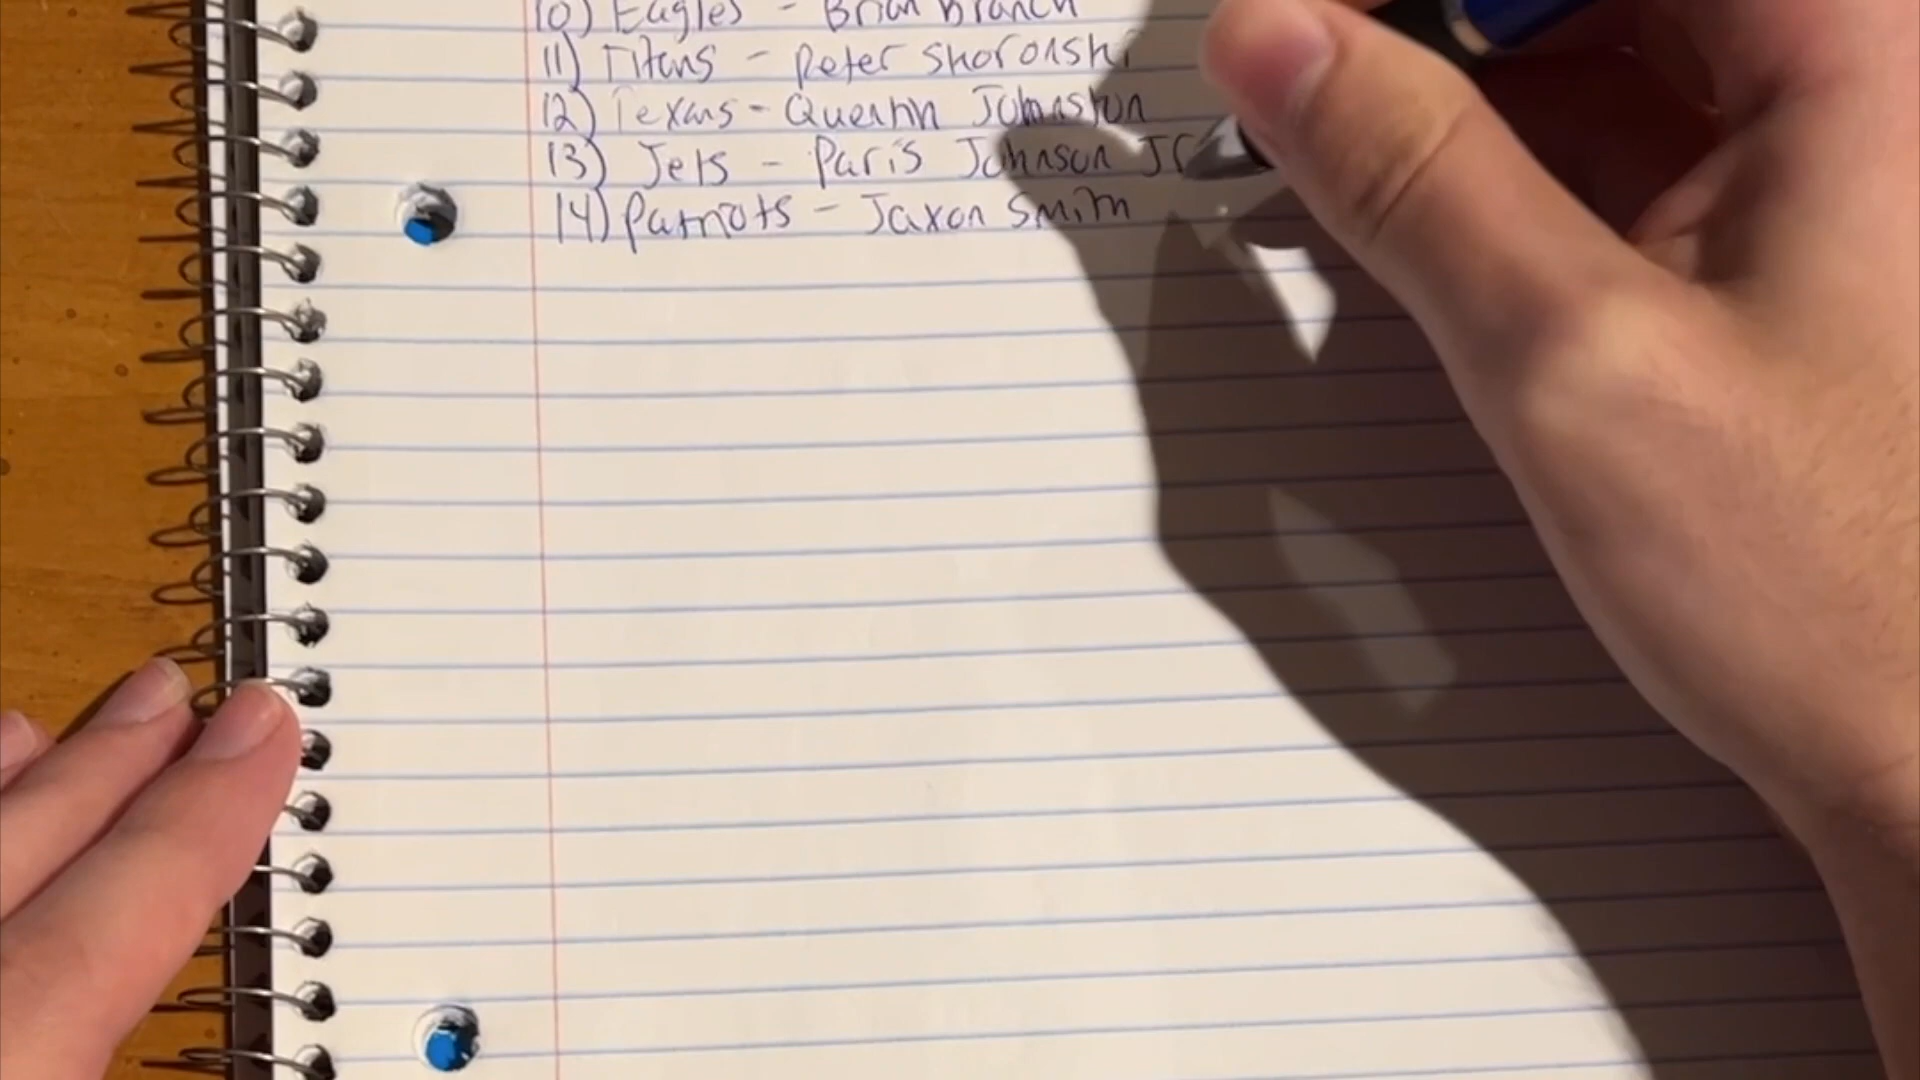 10) Eagles - Brian Branch
11) Titans - Peter Skoronski
12) Texans - Quentin Johnston
13) Jets - Paris Johnson Jr
14) Patriots - Jaxon Smith